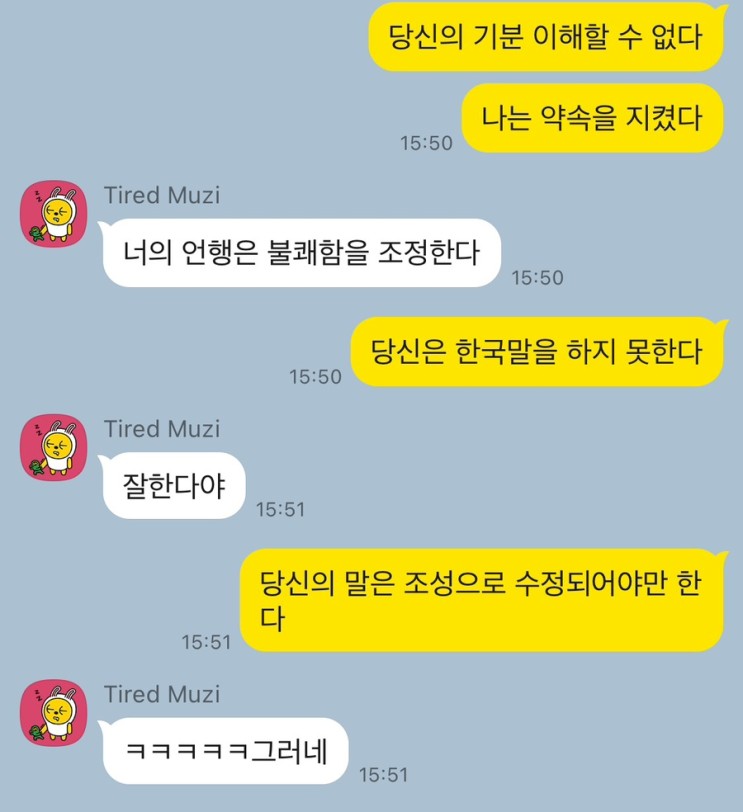 당신의 기분 이해할 수 없다
나는 약속을 지켰다
15:50
Tired Muzi
너의 언행은 불쾌함을 조정한다
15:50
당신은 한국말을 하지 못한다
15:50
Tired Muzi
잘한다야
15:51
당신의 말은 조성으로 수정되어야만 한
다
15:51
Tired Muzi
ㅋㅋㅋㅋㅋ그러네
15:51